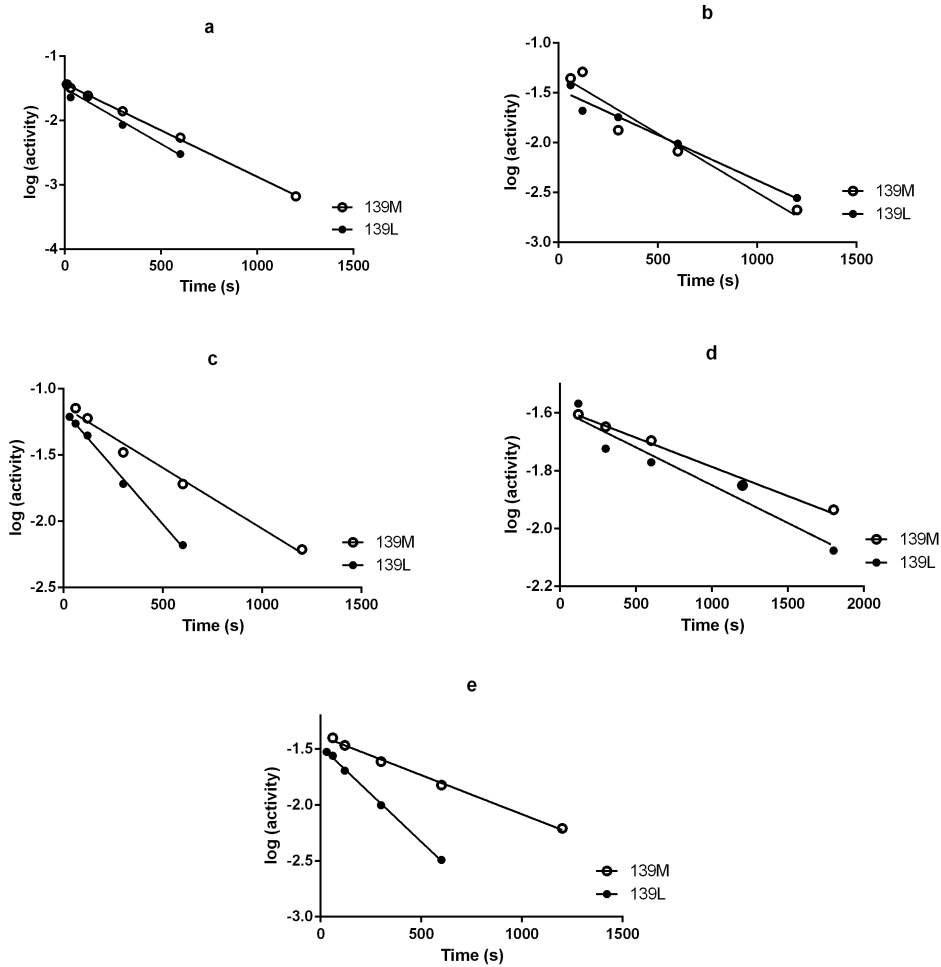 a
-1
-2
-3
-4
0
500
1000
1500
log (activity)
Time (s)
139M
139L
b
-1.0
-1.5
-2.0
-2.5
-3.0
0
500
1000
1500
log (activity)
Time (s)
139M
139L
c
-1.0
-1.5
-2.0
-2.5
0
500
1000
1500
log (activity)
Time (s)
139M
139L
d
-1.6
-1.8
-2.0
-2.2
0
500
1000
1500
2000
log (activity)
Time (s)
139M
139L
e
-1.5
-2.0
-2.5
-3.0
0
500
1000
1500
log (activity)
Time (s)
139M
139L